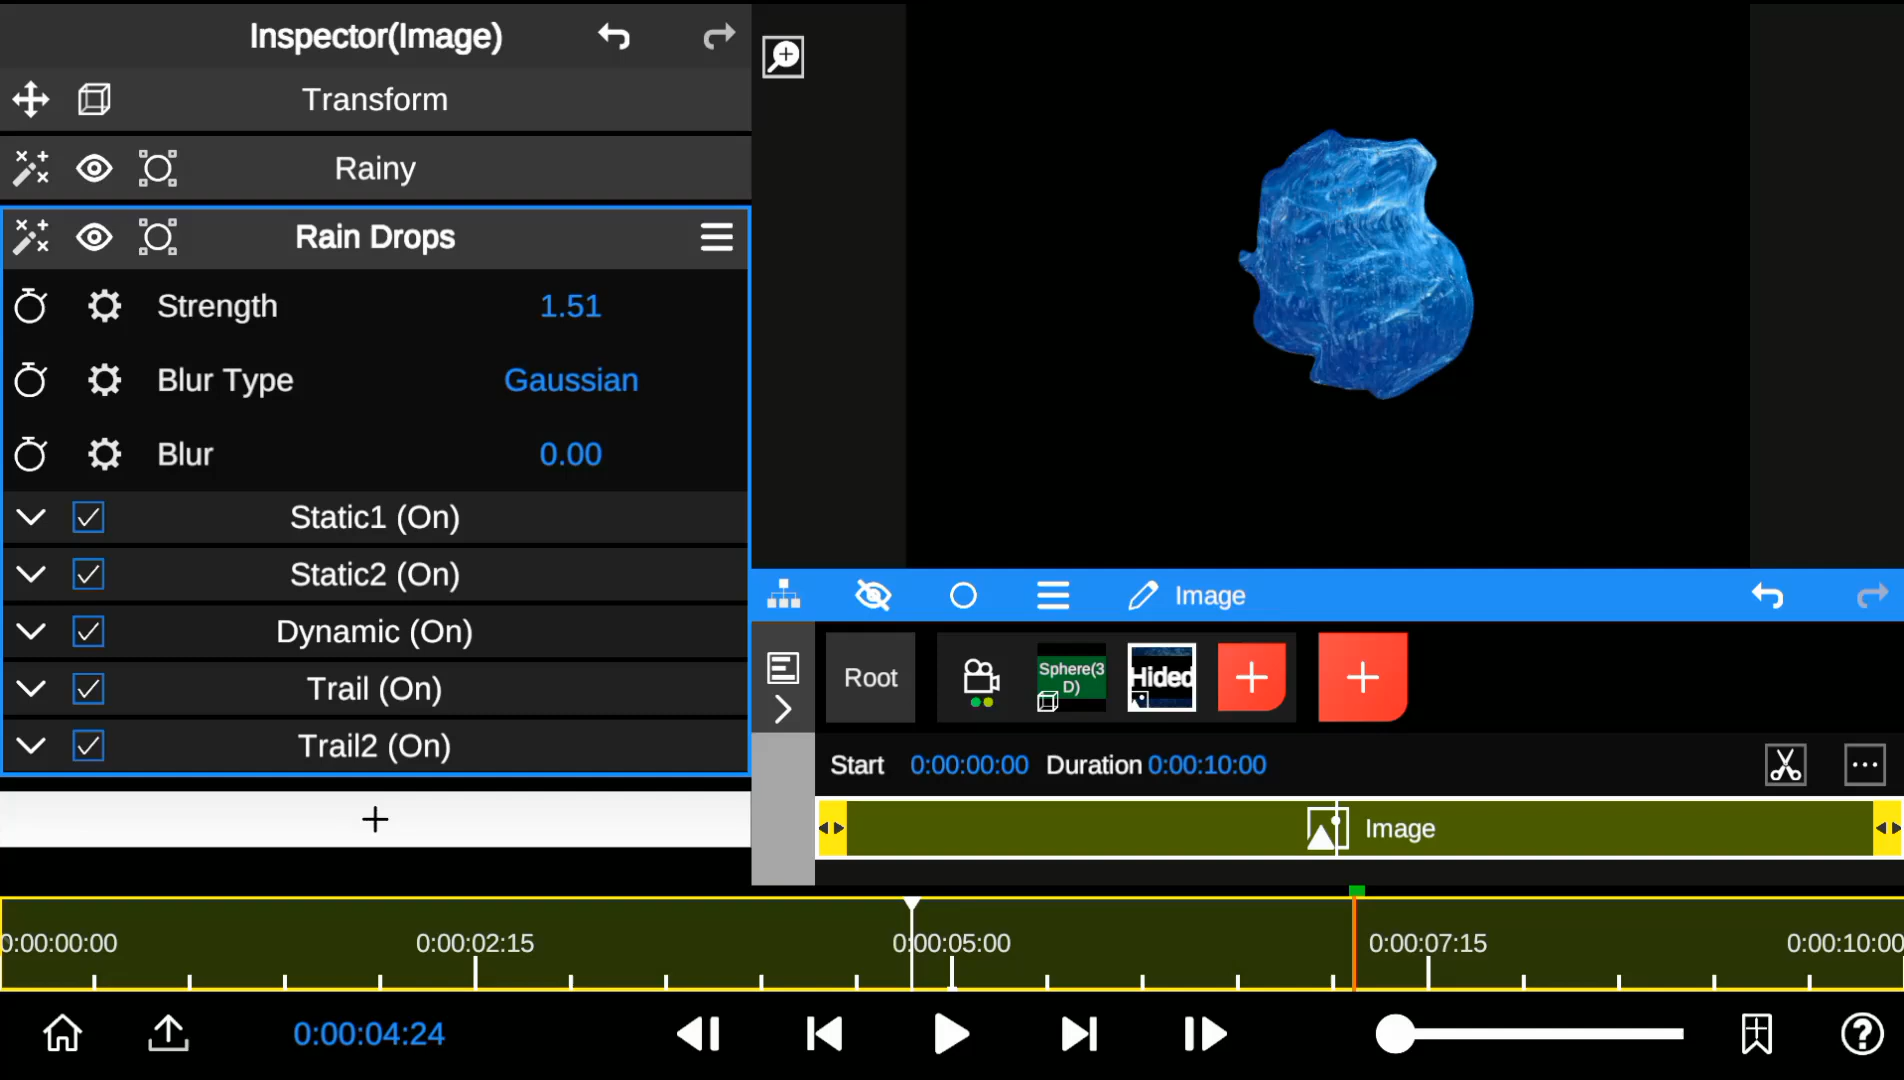 Inspector(Image)
Transform
Rainy
Rain Drops
Strength 1.51
Blur Type Gaussian
Blur 0.00
Static1 (On)
Static2 (On)
Dynamic (On)
Trail (On)
Trail2 (On)
+
Image
Root
Sphere(3
D)
Hided
Start 0:00:00:00 Duration 0:00:10:00
Image
0:00:00:00 0:00:02:15 0:00:05:00 0:00:07:15 0:00:10:00
0:00:04:24